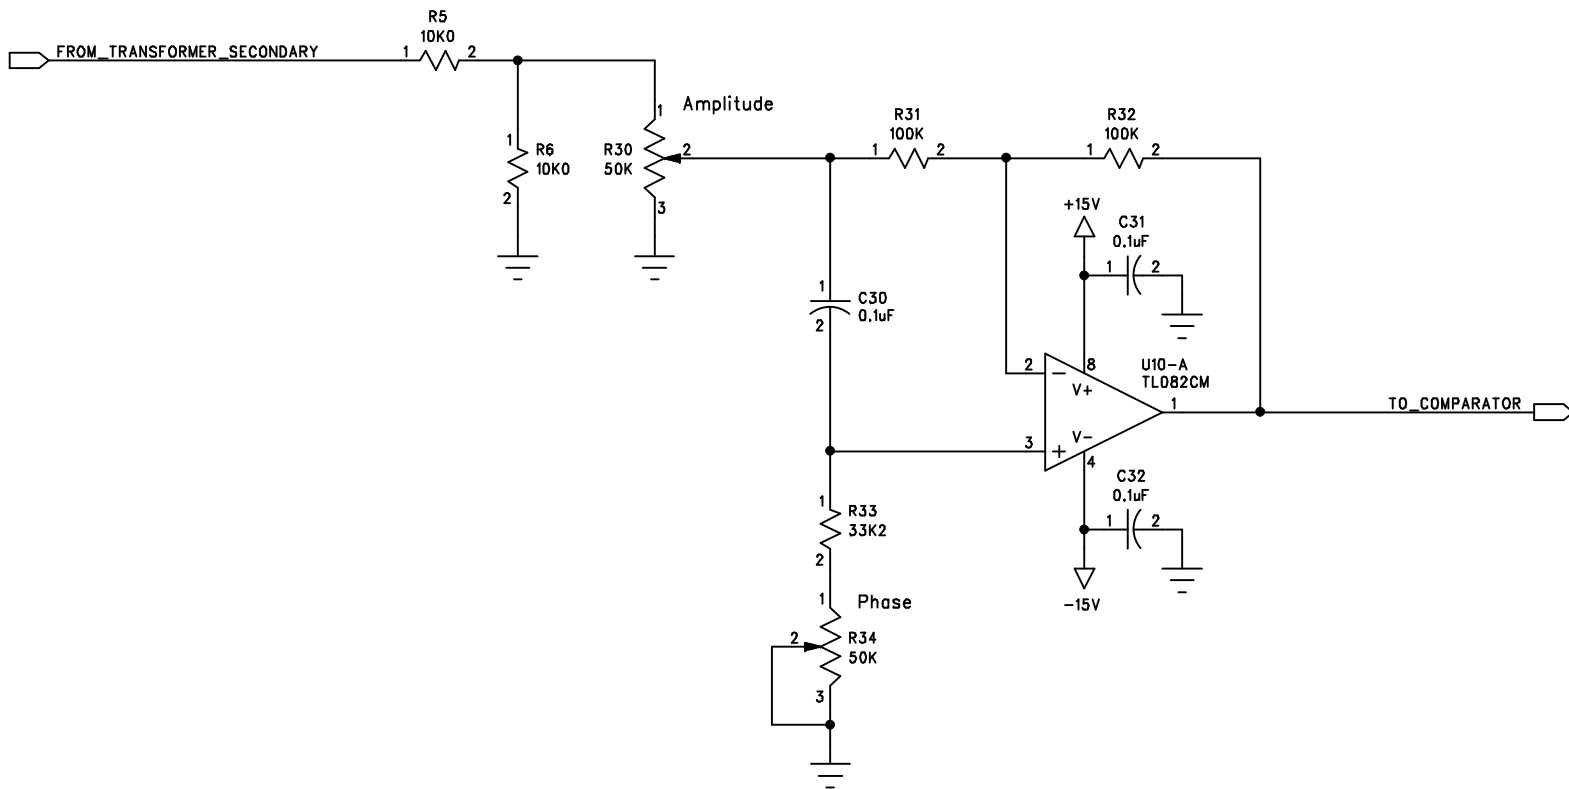 R5
10K0
FROM_TRANSFORMER_SECONDARY
1
2
Amplitude
1
R6
10K0
2
1
R30
50K
2
3
R31
100K
1
2
R32
100K
1
2
+15V
C31
0.1uF
1
2
1
C30
0.1uF
2
2
8
U10-A
TL082CM
V+
1
TO_COMPARATOR
3
V-
4
C32
0.1uF
1
2
-15V
1
R33
33K2
2
1
Phase
2
R34
50K
3